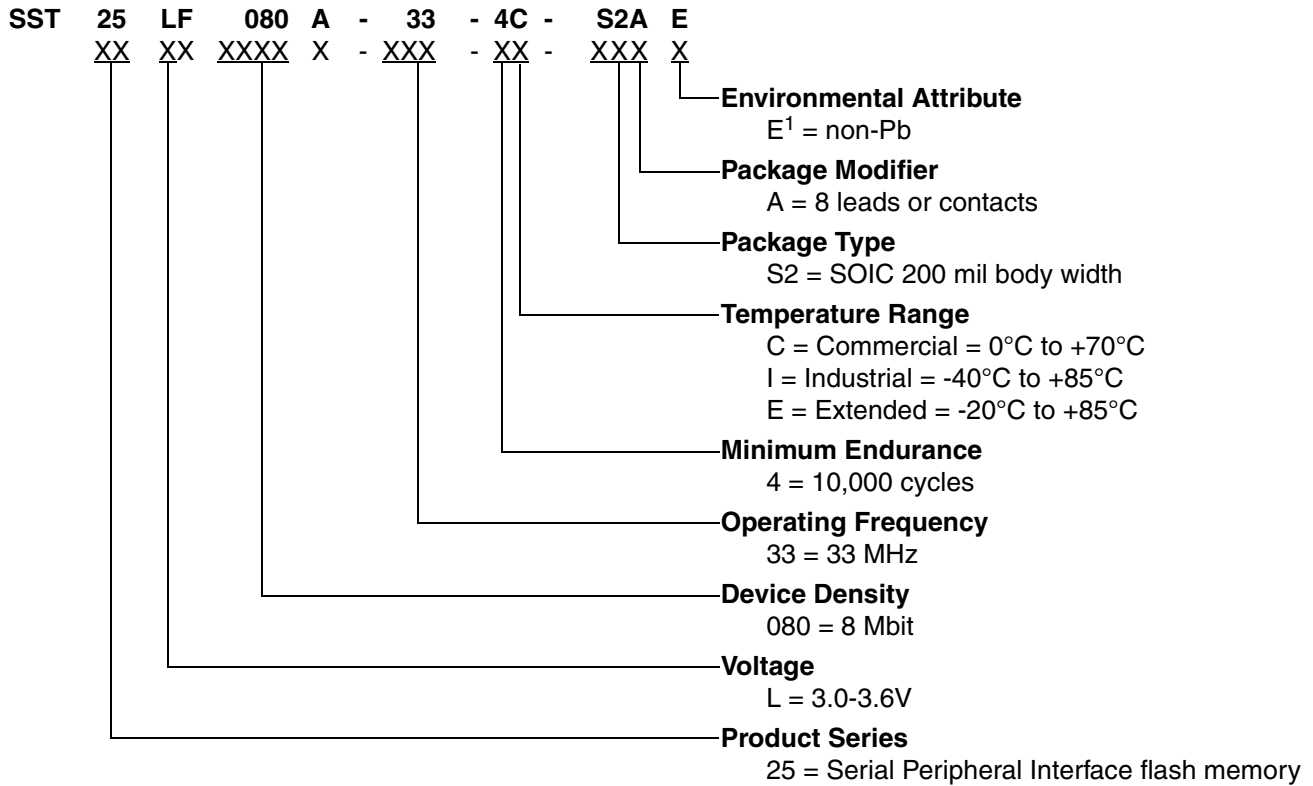 SST 25 LF 080 A - 33 - 4C - S2A E
XX XX XXXX X - XXX - XX - XXX X
Environmental Attribute
E¹ = non-Pb
Package Modifier
A = 8 leads or contacts
Package Type
S2 = SOIC 200 mil body width
Temperature Range
C = Commercial = 0°C to +70°C
I = Industrial = -40°C to +85°C
E = Extended = -20°C to +85°C
Minimum Endurance
4 = 10,000 cycles
Operating Frequency
33 = 33 MHz
Device Density
080 = 8 Mbit
Voltage
L = 3.0-3.6V
Product Series
25 = Serial Peripheral Interface flash memory